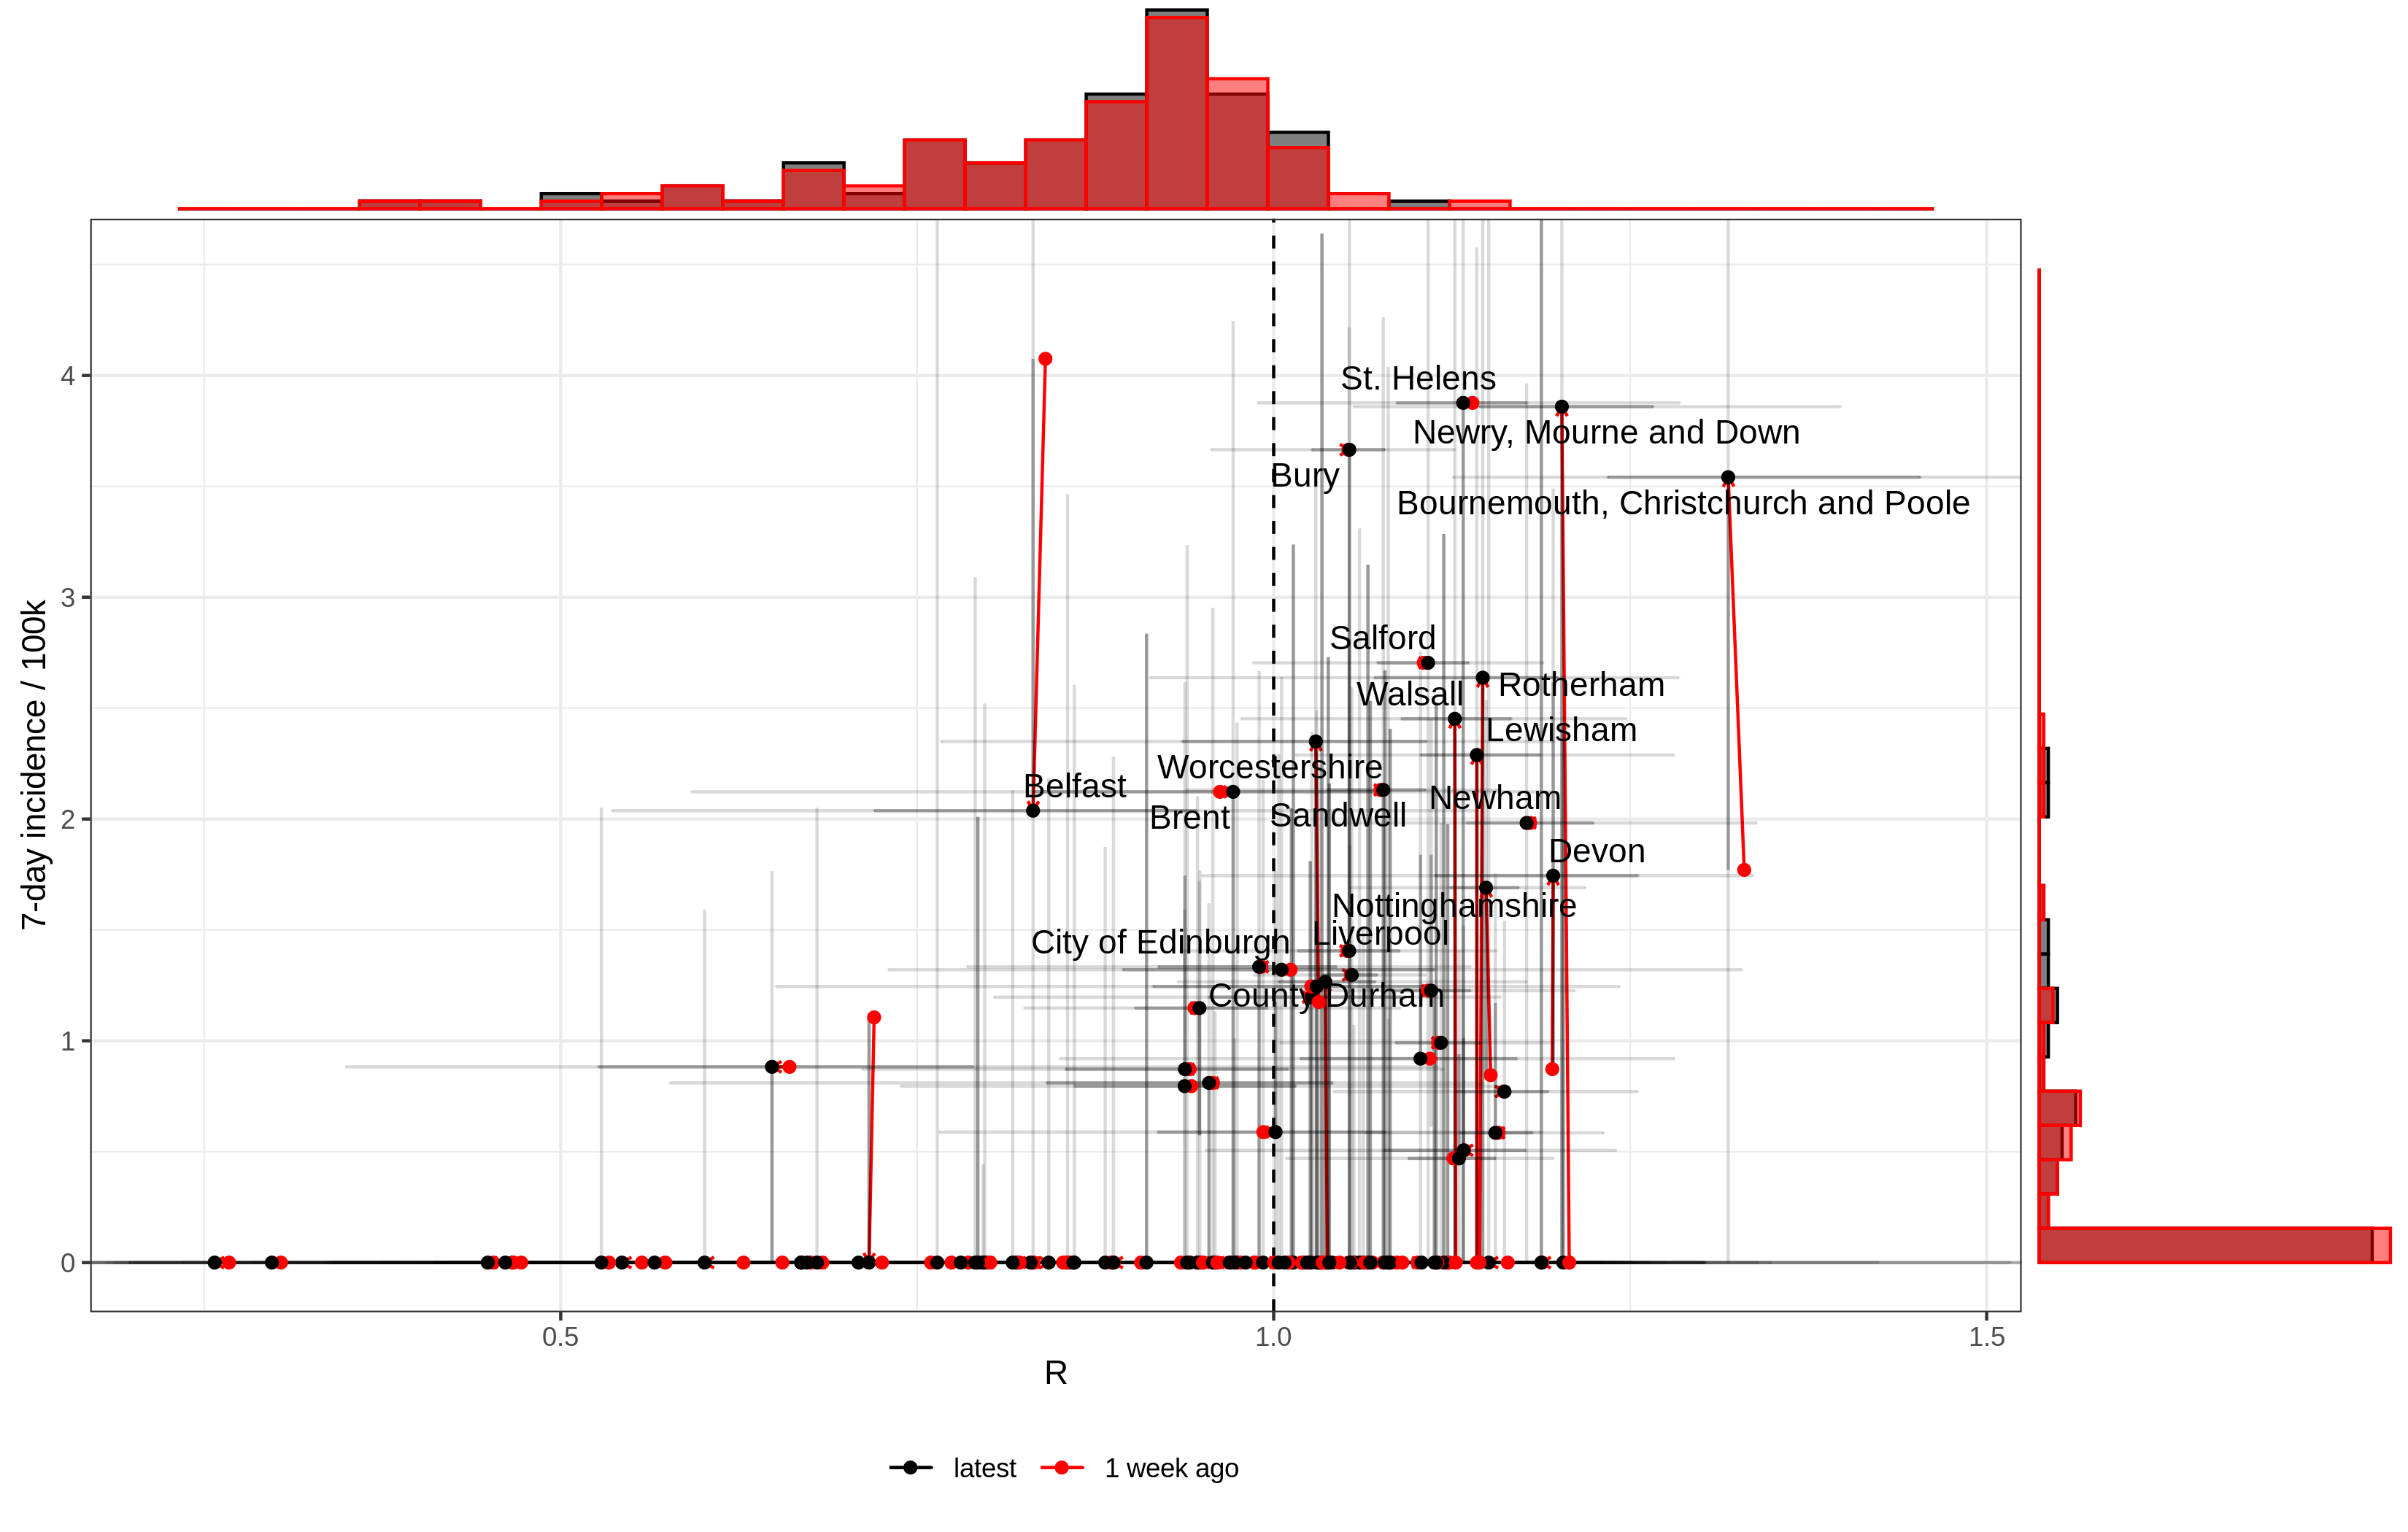 St. Helens
Newry, Mourne and Down
Bury
Bournemouth, Christchurch and Poole
Salford
Rotherham
Walsall
Lewisham
Worcestershire
Belfast
Newham
Brent
Sandwell
Devon
Nottinghamshire
Liverpool
City of Edinburgh
County Durham
7-day incidence / 100k
4
3
2
1
0
0.5
1.0
1.5
R
latest
1 week ago